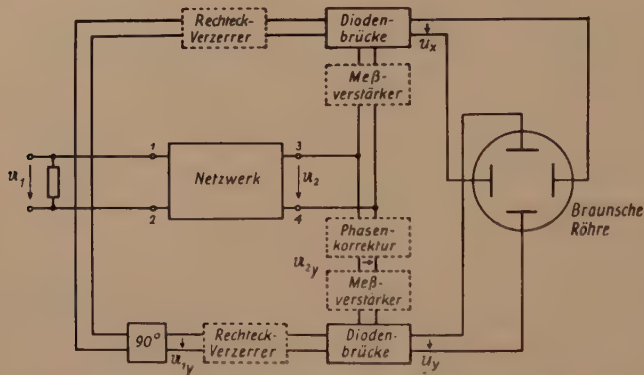 Rechteck-
Verzerrer
Dioden-
brücke
u_x
Meß-
verstärker
1
3
u_1
Netzwerk
u_2
2
4
Braunsche
Röhre
Phasen-
korrektur
u_2y
Meß-
verstärker
90°
u_1y
Rechteck-
Verzerrer
Dioden-
brücke
u_y